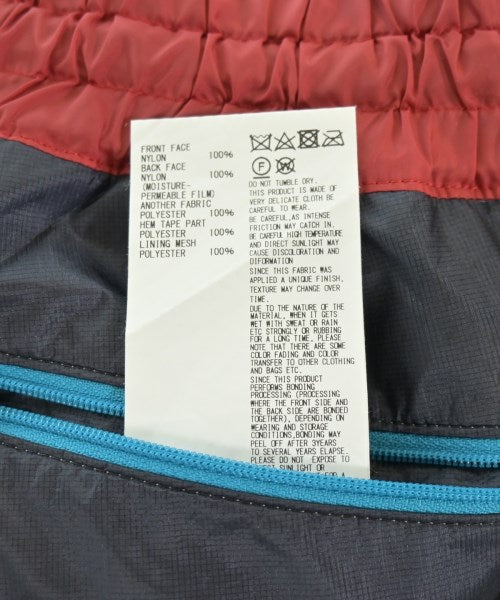 FRONT FACE
NYLON 100%
BACK FACE
NYLON 100%
(MOISTURE-
PERMEABLE FILM)
ANOTHER FABRIC
POLYESTER 100%
HEM TAPE PART
POLYESTER 100%
LINING MESH
POLYESTER 100%
F W
DO NOT TUMBLE DRY.
THIS PRODUCT IS MADE OF
VERY DELICATE CLOTH BE
CAREFUL TO WEAR.
BE CAREFUL,AS INTENSE
FRICTION MAY CATCH IN.
BE CAREFUL HIGH TEMPERATURE
AND DIRECT SUNLIGHT MAY
CAUSE DISCOLORATION AND
DIFORMATION
SINCE THIS FABRIC WAS
APPLIED A UNIQUE FINISH,
TEXTURE MAY CHANGE OVER
TIME.
DUE TO THE NATURE OF THE
MATERIAL, WHEN IT GETS
WET WITH SWEAT OR RAIN
ETC STRONGLY OR RUBBING
FOR A LONG TIME, PLEASE
NOTE THAT THERE ARE SOME
COLOR FADING AND COLOR
TRANSFER TO OTHER CLOTHING
AND BAGS ETC.
SINCE THIS PRODUCT
PERFORMS BONDING
PROCESSING (PROCESSING
WHERE THE FRONT SIDE AND
THE BACK SIDE ARE BONDED
TOGETHER), DEPENDING ON
WEARING AND STORAGE
CONDITIONS,BONDING MAY
PEEL OFF AFTER 3YEARS
TO SEVERAL YEARS ELAPSE.
PLEASE DO NOT EXPOSE IT
SUNLIGHT OR